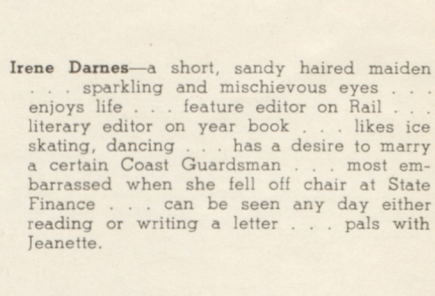 Irene Darnes—a short, sandy haired maiden
. . . sparkling and mischievous eyes . . .
enjoys life . . . feature editor on Rail . . .
literary editor on year book . . . likes ice
skating, dancing . . . has a desire to marry
a certain Coast Guardsman . . . most em-
barrassed when she fell off chair at State
Finance . . . can be seen any day either
reading or writing a letter . . . pals with
Jeanette.